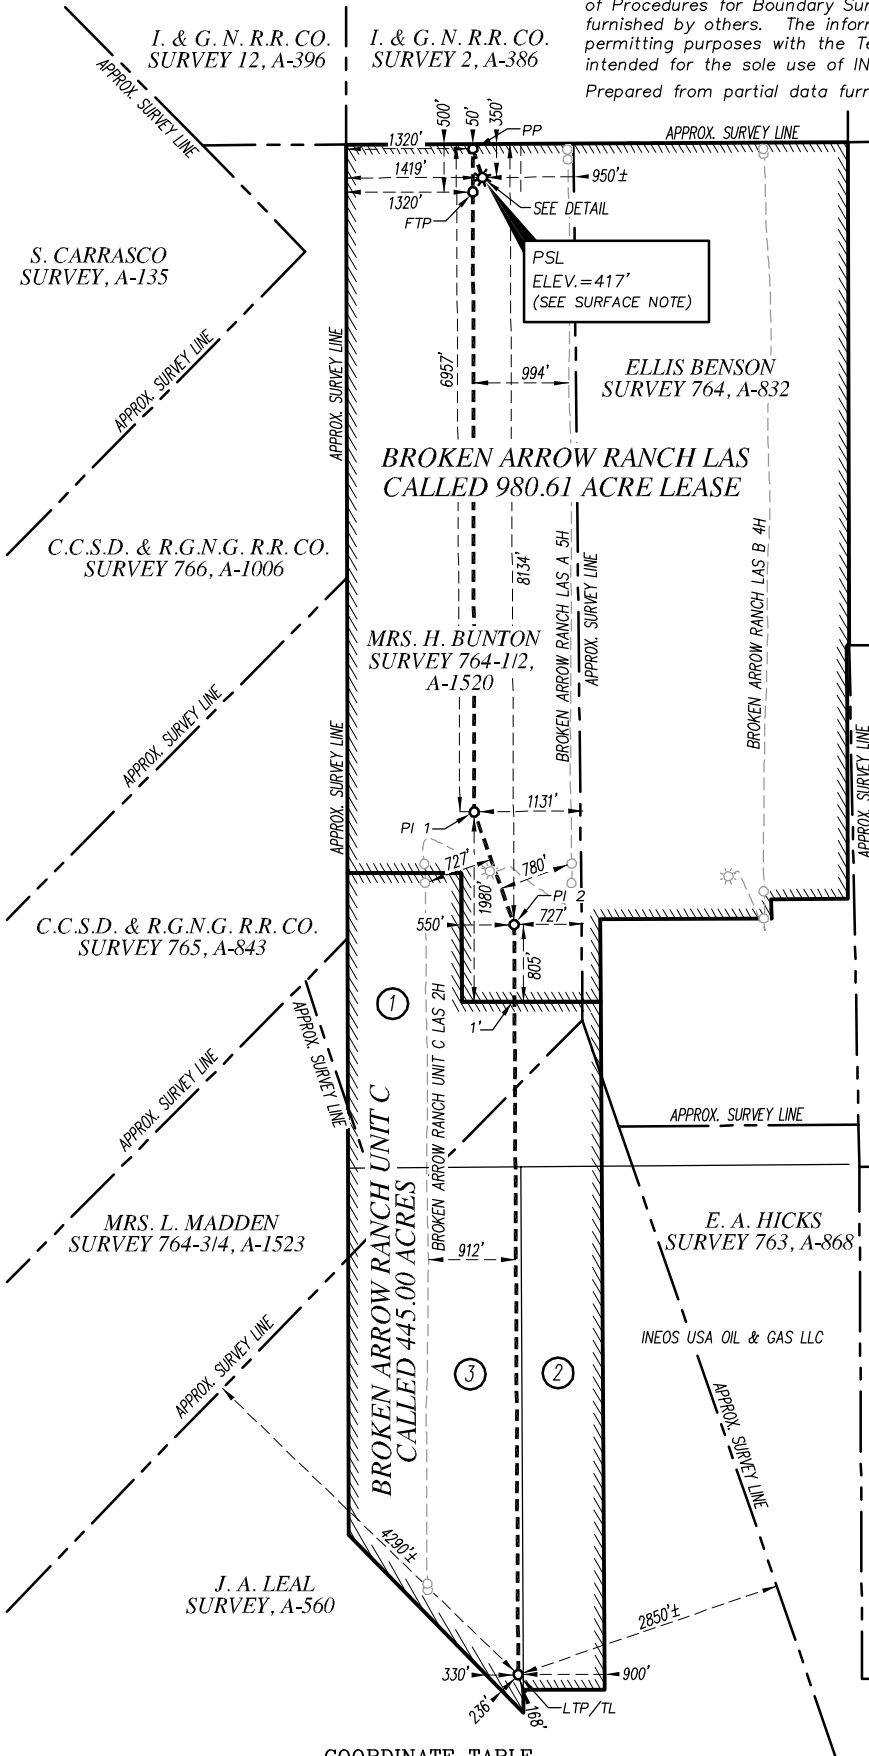 of Procedures for Boundary Sur
furnished by others. The inform
permitting purposes with the Te
intended for the sole use of IN
Prepared from partial data furn
I. & G. N. R.R. CO.
SURVEY 12, A-396
I. & G. N. R.R. CO.
SURVEY 2, A-386
APPROX. SURVEY LINE
500'
50'
350'
PP
APPROX. SURVEY LINE
1320'
1419'
950'±
1320'
SEE DETAIL
FTP
S. CARRASCO
SURVEY, A-135
PSL
ELEV.=417'
(SEE SURFACE NOTE)
APPROX. SURVEY LINE
APPROX. SURVEY LINE
6957'
994'
ELLIS BENSON
SURVEY 764, A-832
BROKEN ARROW RANCH LAS
CALLED 980.61 ACRE LEASE
C.C.S.D. & R.G.N.G. R.R. CO.
SURVEY 766, A-1006
8134'
BROKEN ARROW RANCH LAS A 5H
APPROX. SURVEY LINE
BROKEN ARROW RANCH LAS B 4H
MRS. H. BUNTON
SURVEY 764-1/2,
A-1520
APPROX. SURVEY LINE
APPROX. SURVEY LINE
APPROX. SURVEY LINE
1131'
PI 1
727'
780'
1980'
PI 2
550'
727'
805'
C.C.S.D. & R.G.N.G. R.R. CO.
SURVEY 765, A-843
1
1'
APPROX. SURVEY LINE
APPROX. SURVEY LINE
BROKEN ARROW RANCH UNIT C LAS 2H
BROKEN ARROW RANCH UNIT C
CALLED 445.00 ACRES
APPROX. SURVEY LINE
MRS. L. MADDEN
SURVEY 764-3/4, A-1523
E. A. HICKS
SURVEY 763, A-868
912'
INEOS USA OIL & GAS LLC
APPROX. SURVEY LINE
3
2
APPROX. SURVEY LINE
4290'±
J. A. LEAL
SURVEY, A-560
2850'±
330'
900'
236'
168'
LTP/TL
COORDINATE TABLE